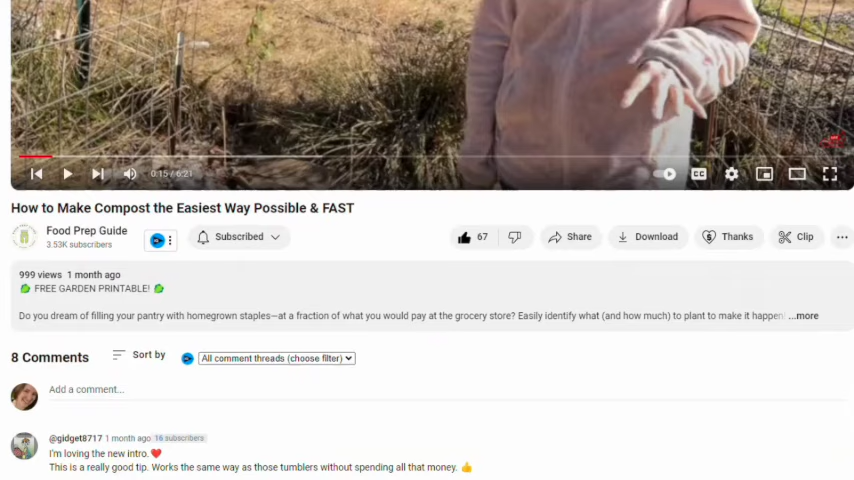 0:15 / 6:21
CC
How to Make Compost the Easiest Way Possible & FAST
Food Prep Guide
3.53K subscribers
Subscribed
67
Share
Download
Thanks
Clip
999 views 1 month ago
FREE GARDEN PRINTABLE!
Do you dream of filling your pantry with homegrown staples—at a fraction of what you would pay at the grocery store? Easily identify what (and how much) to plant to make it happen! ...more
8 Comments
Sort by
All comment threads (choose filter)
Add a comment...
@gidget8717 1 month ago 16 subscribers
I'm loving the new intro.❤️
This is a really good tip. Works the same way as those tumblers without spending all that money. 👍